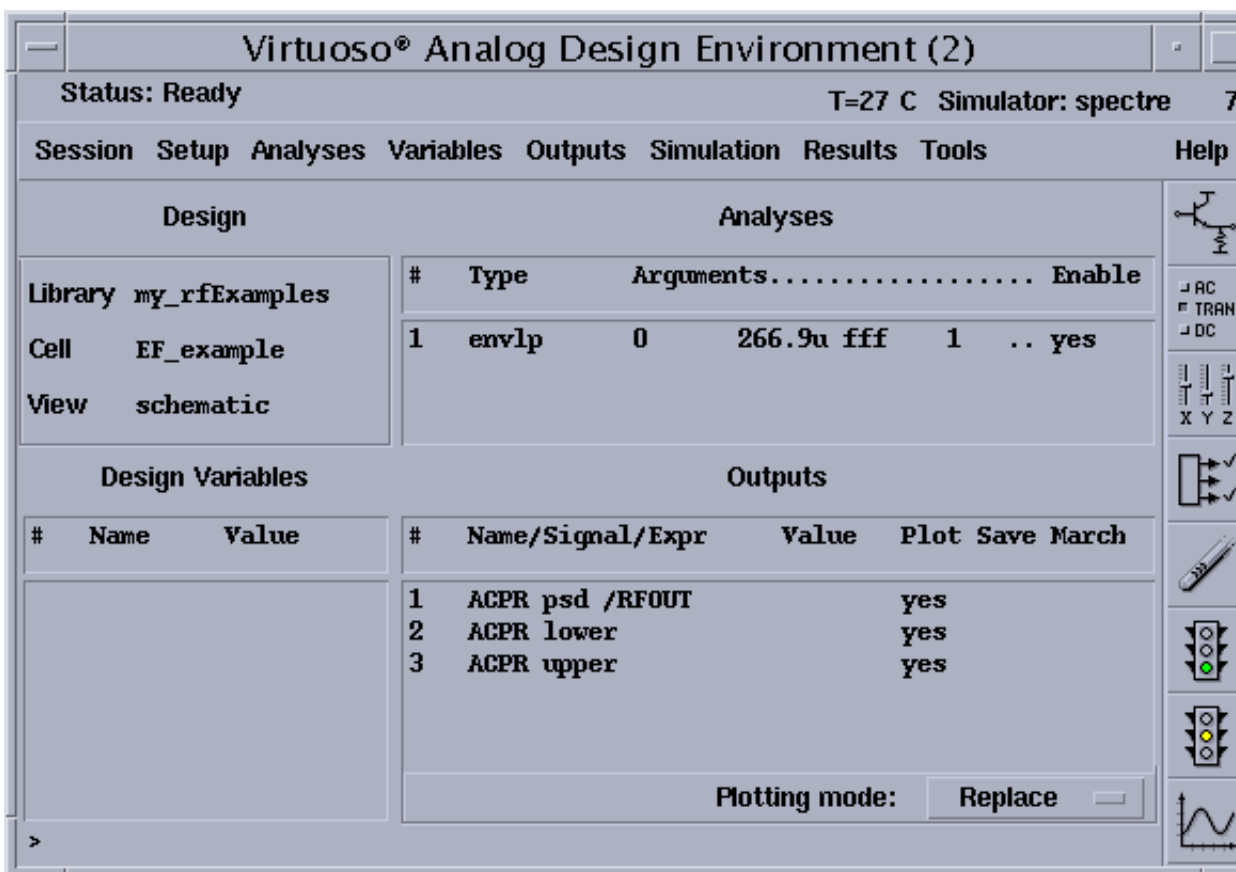 Virtuoso® Analog Design Environment (2)
Status: Ready T=27 C Simulator: spectre 7
Session Setup Analyses Variables Outputs Simulation Results Tools Help
Design
Library my_rfExamples
Cell EF_example
View schematic
Analyses
# Type Arguments................... Enable
1 envlp 0 266.9u fff 1 .. yes
Design Variables
# Name Value
Outputs
# Name/Signal/Expr Value Plot Save March
1 ACPR psd /RFOUT yes
2 ACPR lower yes
3 ACPR upper yes
Plotting mode: Replace
>
AC
TRAN
DC
X Y Z